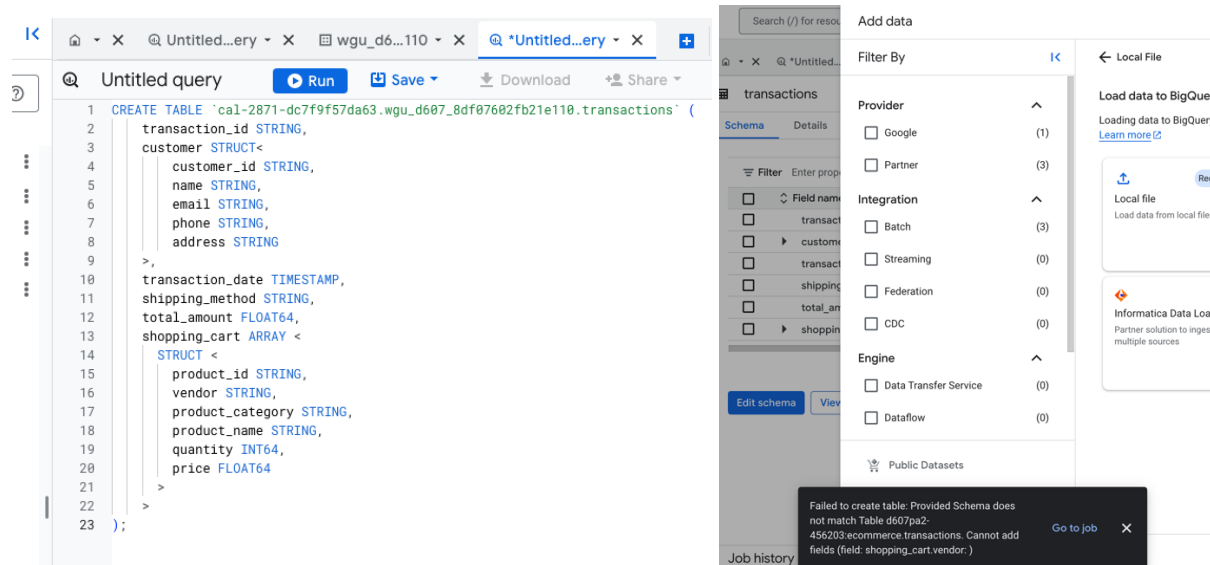 Untitled...ery
wgu_d6...110
*Untitled...ery
Untitled query
Run
Save
Download
Share
1 CREATE TABLE `cal-2871-dc7f9f57da63.wgu_d607_8df07602fb21e110.transactions` (
2 transaction_id STRING,
3 customer STRUCT<
4 customer_id STRING,
5 name STRING,
6 email STRING,
7 phone STRING,
8 address STRING
9 >,
10 transaction_date TIMESTAMP,
11 shipping_method STRING,
12 total_amount FLOAT64,
13 shopping_cart ARRAY <
14 STRUCT <
15 product_id STRING,
16 vendor STRING,
17 product_category STRING,
18 product_name STRING,
19 quantity INT64,
20 price FLOAT64
21 >
22 >
23 );
Search (/) for resou
*Untitled...
transactions
Schema
Details
Filter Enter prop
Field name
transact
custome
transact
shipping
total_an
shoppin
Edit schema
View
Job history
Add data
Filter By
Provider
Google (1)
Partner (3)
Integration
Batch (3)
Streaming (0)
Federation (0)
CDC (0)
Engine
Data Transfer Service (0)
Dataflow (0)
Public Datasets
Local File
Load data to BigQue
Loading data to BigQuer
Learn more
Re
Local file
Load data from local file
Informatica Data Loa
Partner solution to inges
multiple sources
Failed to create table: Provided Schema does
not match Table d607pa2-
456203:ecommerce.transactions. Cannot add
fields (field: shopping_cart.vendor: )
Go to job